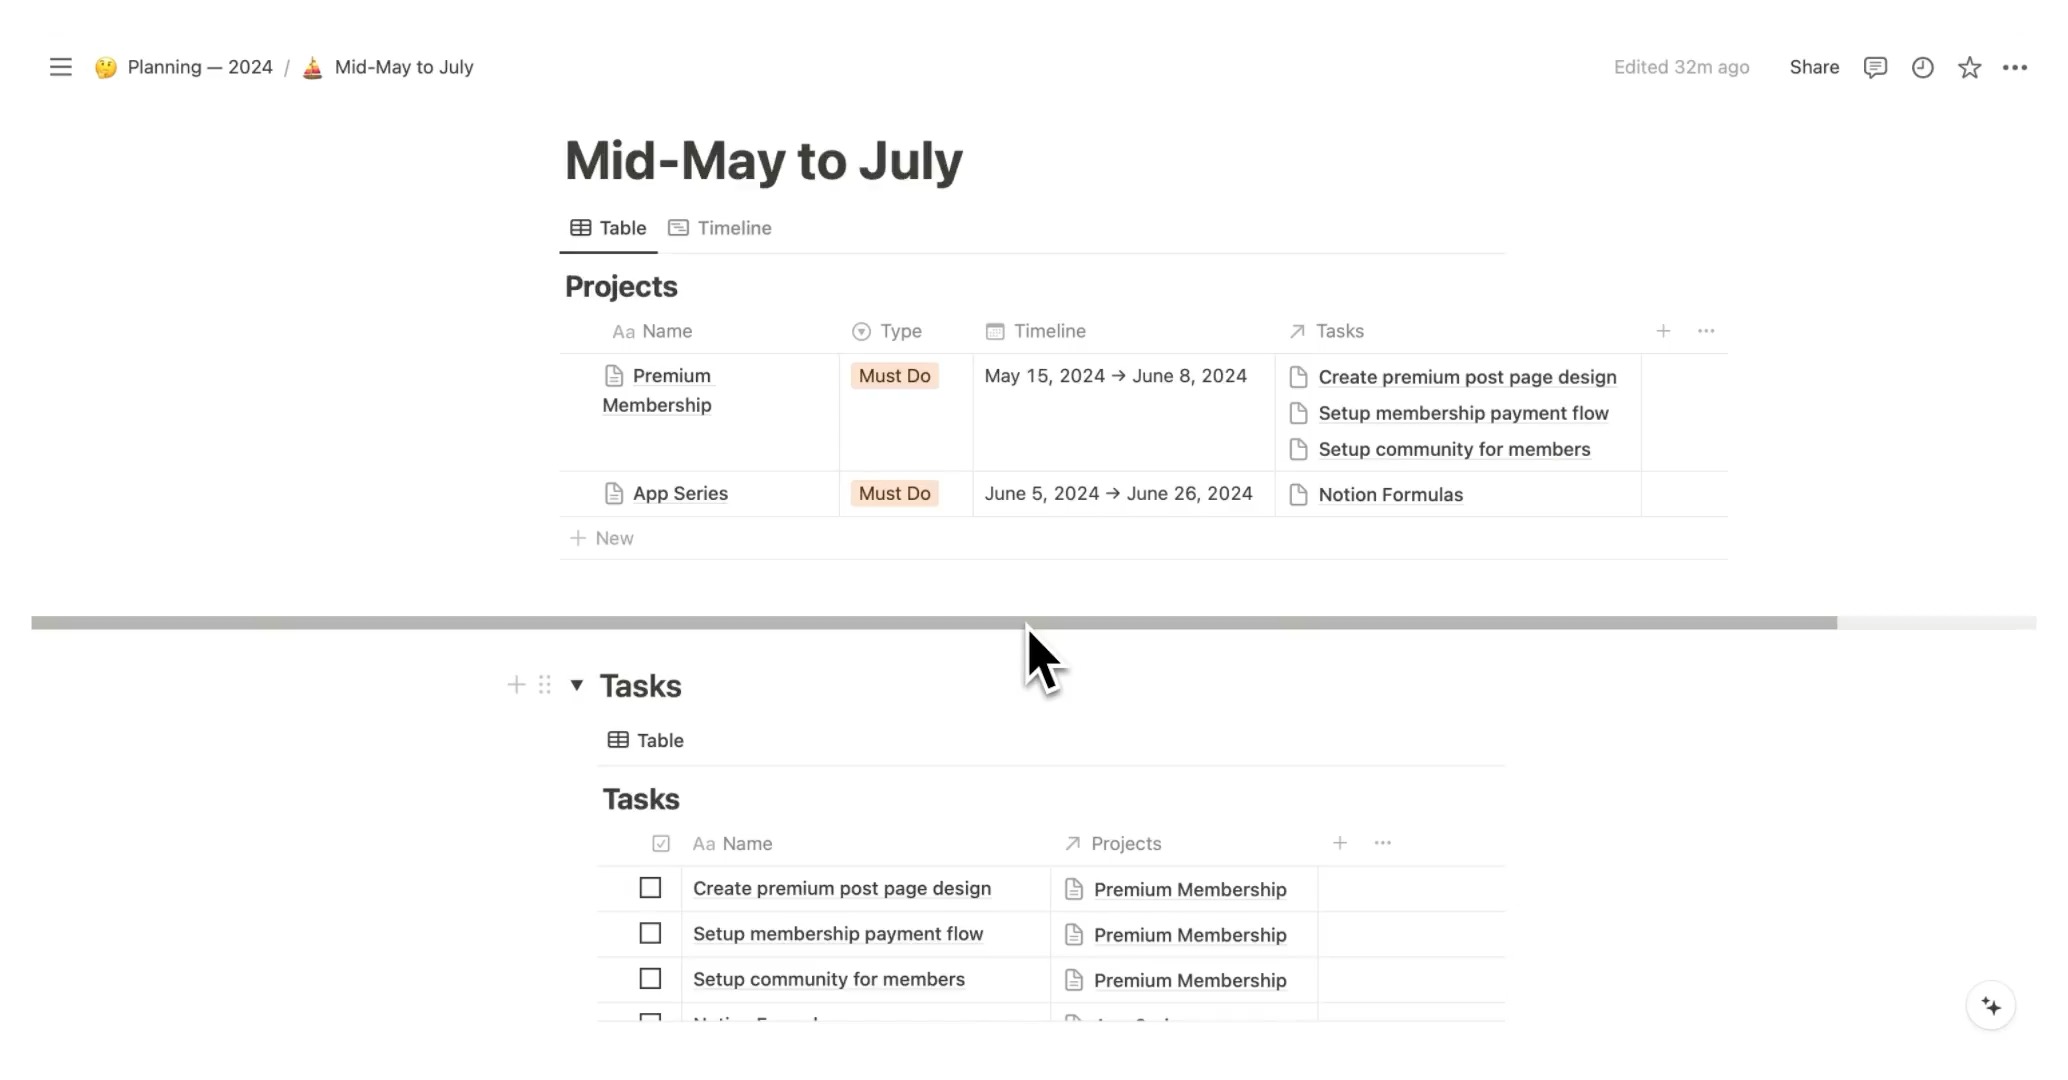 Planning — 2024 / Mid-May to July
Edited 32m ago Share
Mid-May to July
Table Timeline
Projects
Aa Name Type Timeline Tasks
Premium Membership Must Do May 15, 2024 → June 8, 2024 Create premium post page design
Setup membership payment flow
Setup community for members
App Series Must Do June 5, 2024 → June 26, 2024 Notion Formulas
+ New
Tasks
Table
Tasks
Aa Name Projects
Create premium post page design Premium Membership
Setup membership payment flow Premium Membership
Setup community for members Premium Membership